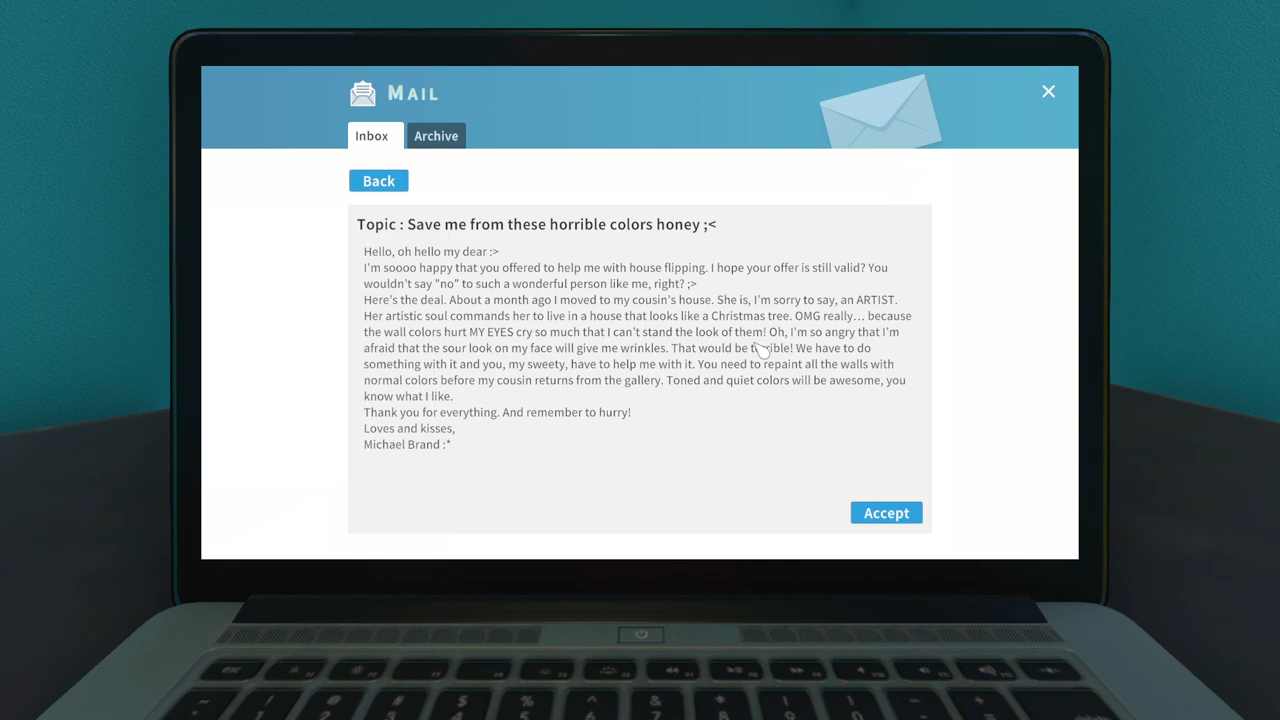 MAIL
Inbox
Archive
Back
Topic : Save me from these horrible colors honey ;<
Hello, oh hello my dear :>
I'm soooo happy that you offered to help me with house flipping. I hope your offer is still valid? You
wouldn't say "no" to such a wonderful person like me, right? ;>
Here's the deal. About a month ago I moved to my cousin's house. She is, I'm sorry to say, an ARTIST.
Her artistic soul commands her to live in a house that looks like a Christmas tree. OMG really... because
the wall colors hurt MY EYES cry so much that I can't stand the look of them! Oh, I'm so angry that I'm
afraid that the sour look on my face will give me wrinkles. That would be terrible! We have to do
something with it and you, my sweety, have to help me with it. You need to repaint all the walls with
normal colors before my cousin returns from the gallery. Toned and quiet colors will be awesome, you
know what I like.
Thank you for everything. And remember to hurry!
Loves and kisses,
Michael Brand :*
Accept
esc